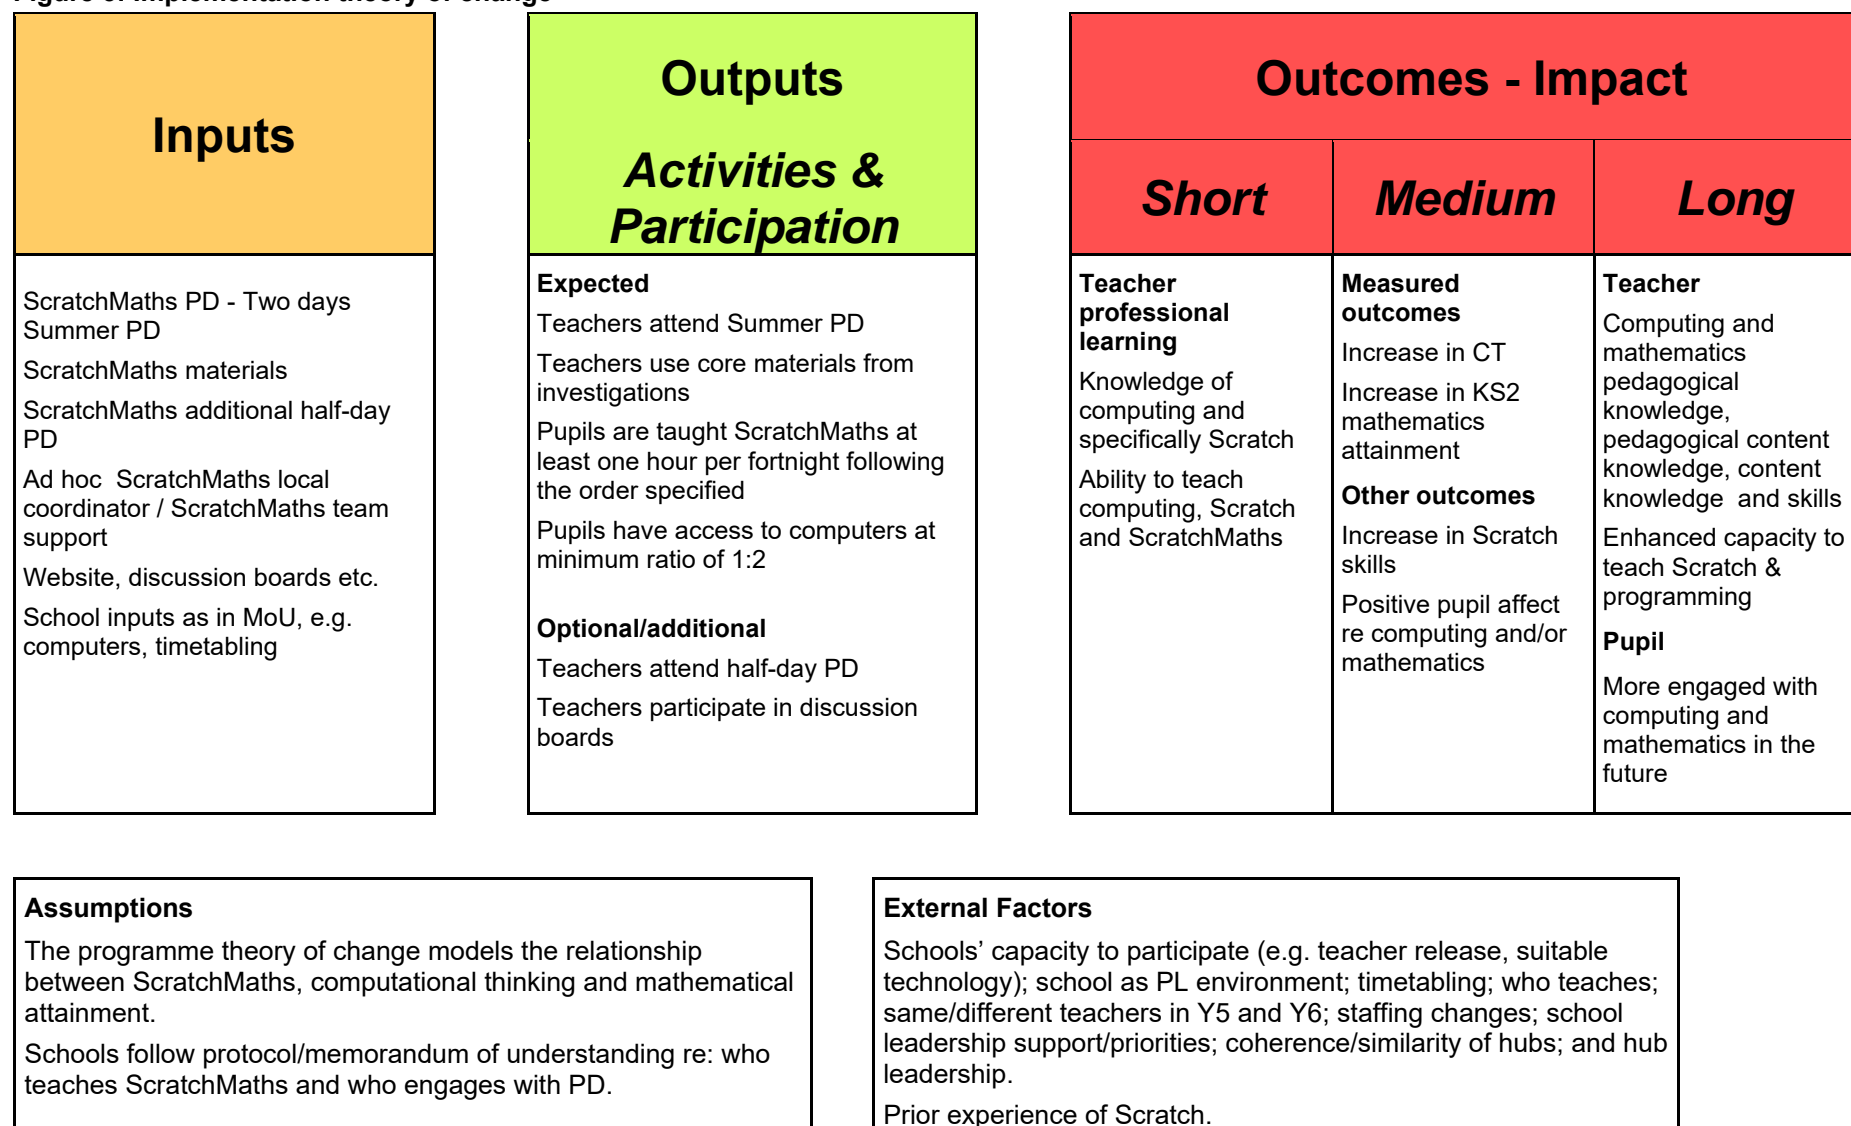 Figure 3: Implementation theory of change
Inputs
ScratchMaths PD - Two days
Summer PD
ScratchMaths materials
ScratchMaths additional half-day
PD
Ad hoc  ScratchMaths local
coordinator / ScratchMaths team
support
Website, discussion boards etc.
School inputs as in MoU, e.g.
computers, timetabling
Outputs
Activities &
Participation
Expected
Teachers attend Summer PD
Teachers use core materials from
investigations
Pupils are taught ScratchMaths at
least one hour per fortnight following
the order specified
Pupils have access to computers at
minimum ratio of 1:2
Optional/additional
Teachers attend half-day PD
Teachers participate in discussion
boards
Outcomes - Impact
Short
Teacher
professional
learning
Knowledge of
computing and
specifically Scratch
Ability to teach
computing, Scratch
and ScratchMaths
Medium
Measured
outcomes
Increase in CT
Increase in KS2
mathematics
attainment
Other outcomes
Increase in Scratch
skills
Positive pupil affect
re computing and/or
mathematics
Long
Teacher
Computing and
mathematics
pedagogical
knowledge,
pedagogical content
knowledge, content
knowledge  and skills
Enhanced capacity to
teach Scratch &
programming
Pupil
More engaged with
computing and
mathematics in the
future
Assumptions
The programme theory of change models the relationship
between ScratchMaths, computational thinking and mathematical
attainment.
Schools follow protocol/memorandum of understanding re: who
teaches ScratchMaths and who engages with PD.
External Factors
Schools’ capacity to participate (e.g. teacher release, suitable
technology); school as PL environment; timetabling; who teaches;
same/different teachers in Y5 and Y6; staffing changes; school
leadership support/priorities; coherence/similarity of hubs; and hub
leadership.
Prior experience of Scratch.